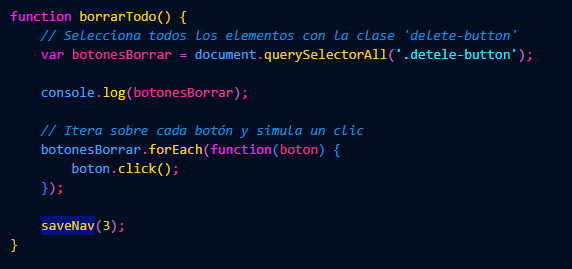 function borrarTodo() {
// Selecciona todos los elementos con la clase 'delete-button'
var botonesBorrar = document.querySelectorAll('.detele-button');
console.log(botonesBorrar);
// Itera sobre cada botón y simula un clic
botonesBorrar.forEach(function(boton) {
boton.click();
});
saveNav(3);
}